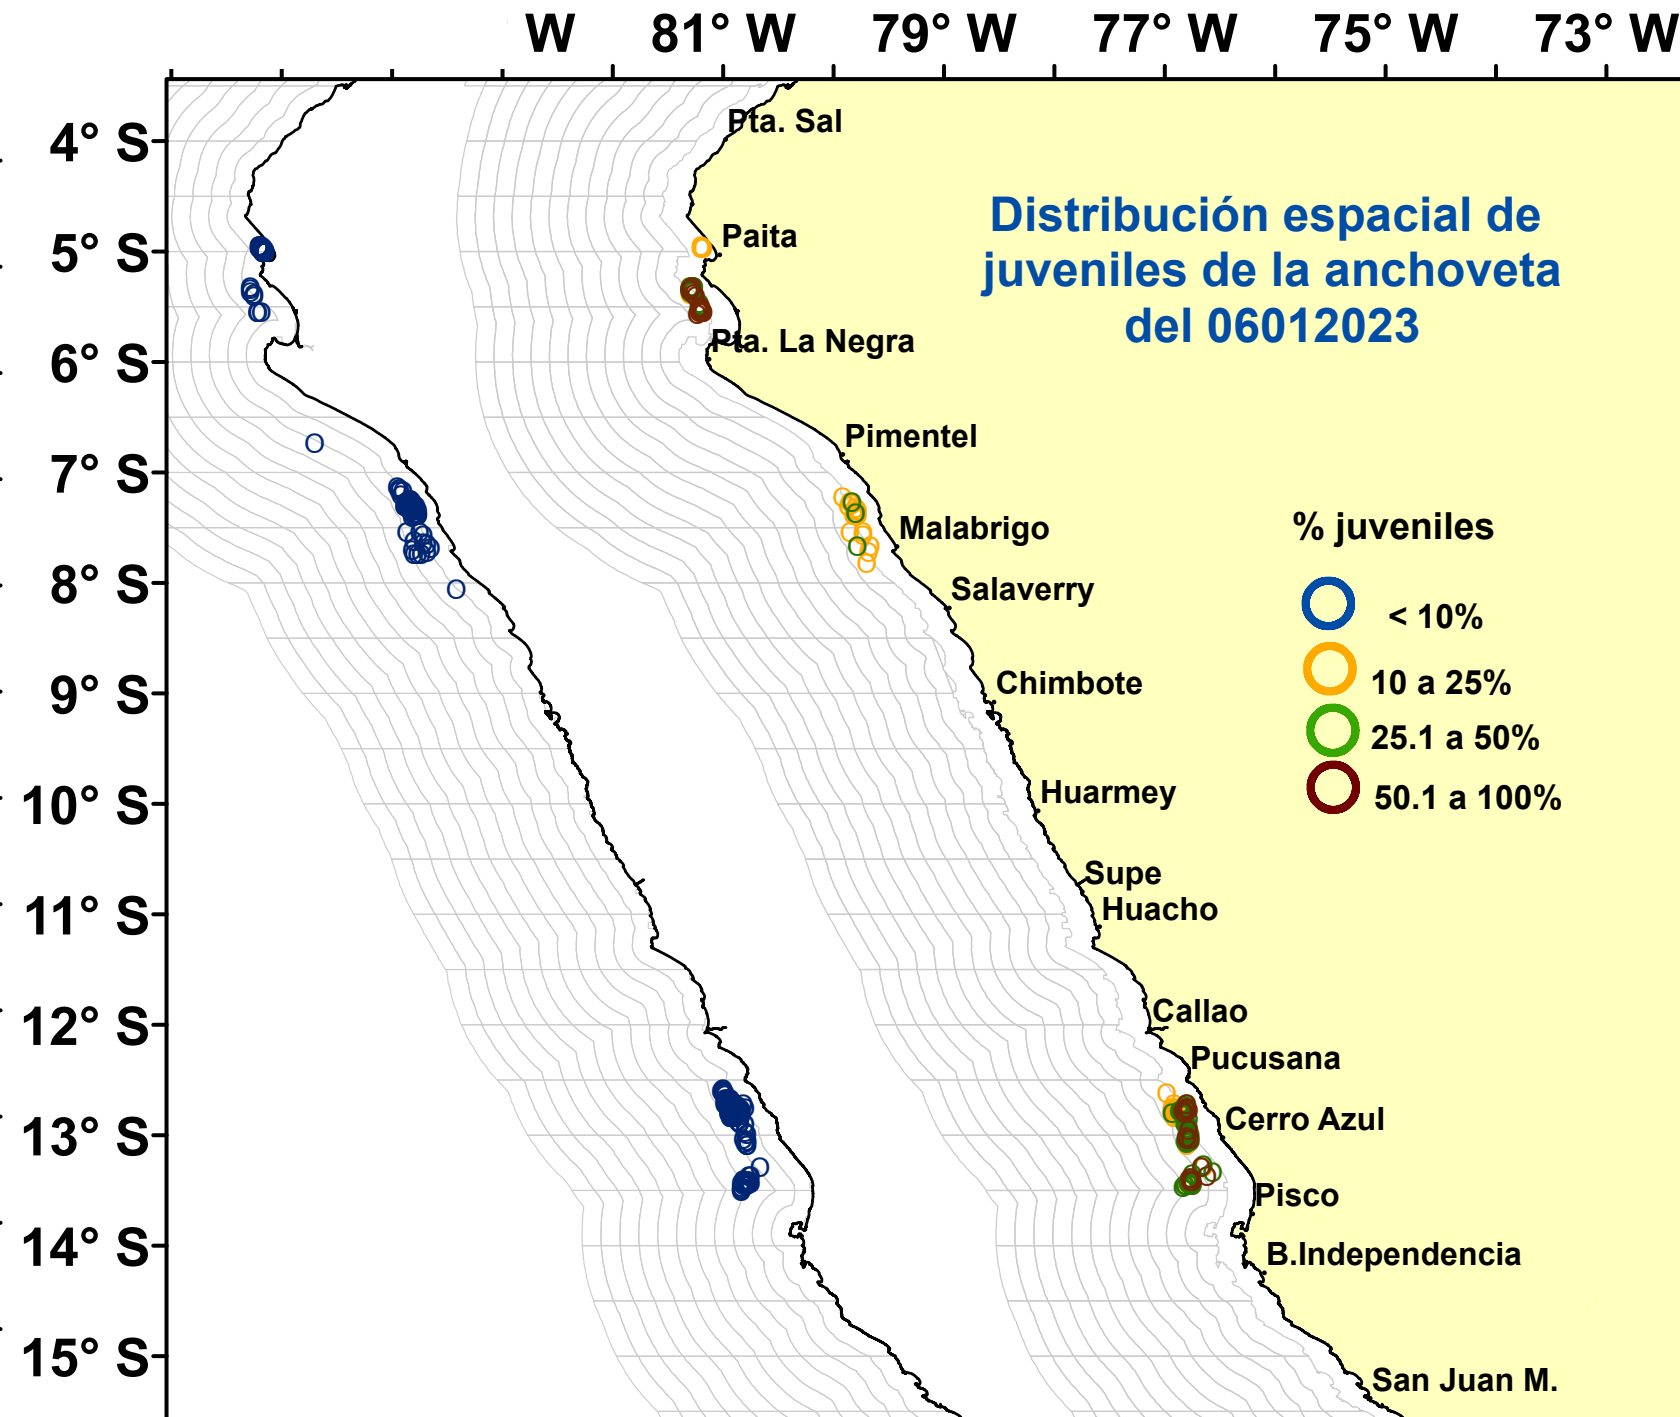 W 81° W 79° W 77° W 75° W 73° W
4° S
5° S
6° S
7° S
8° S
9° S
10° S
11° S
12° S
13° S
14° S
15° S
Pta. Sal
Paita
Pta. La Negra
Pimentel
Malabrigo
Salaverry
Chimbote
Huarmey
Supe
Huacho
Callao
Pucusana
Cerro Azul
Pisco
B.Independencia
San Juan M.
Distribución espacial de
juveniles de la anchoveta
del 06012023
% juveniles
< 10%
10 a 25%
25.1 a 50%
50.1 a 100%